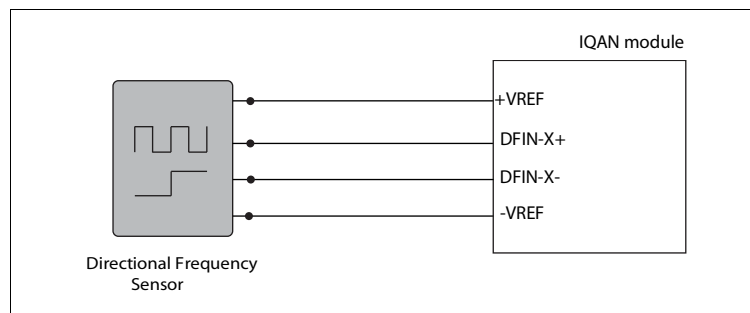 IQAN module
+VREF
DFIN-X+
DFIN-X-
-VREF
Directional Frequency
Sensor